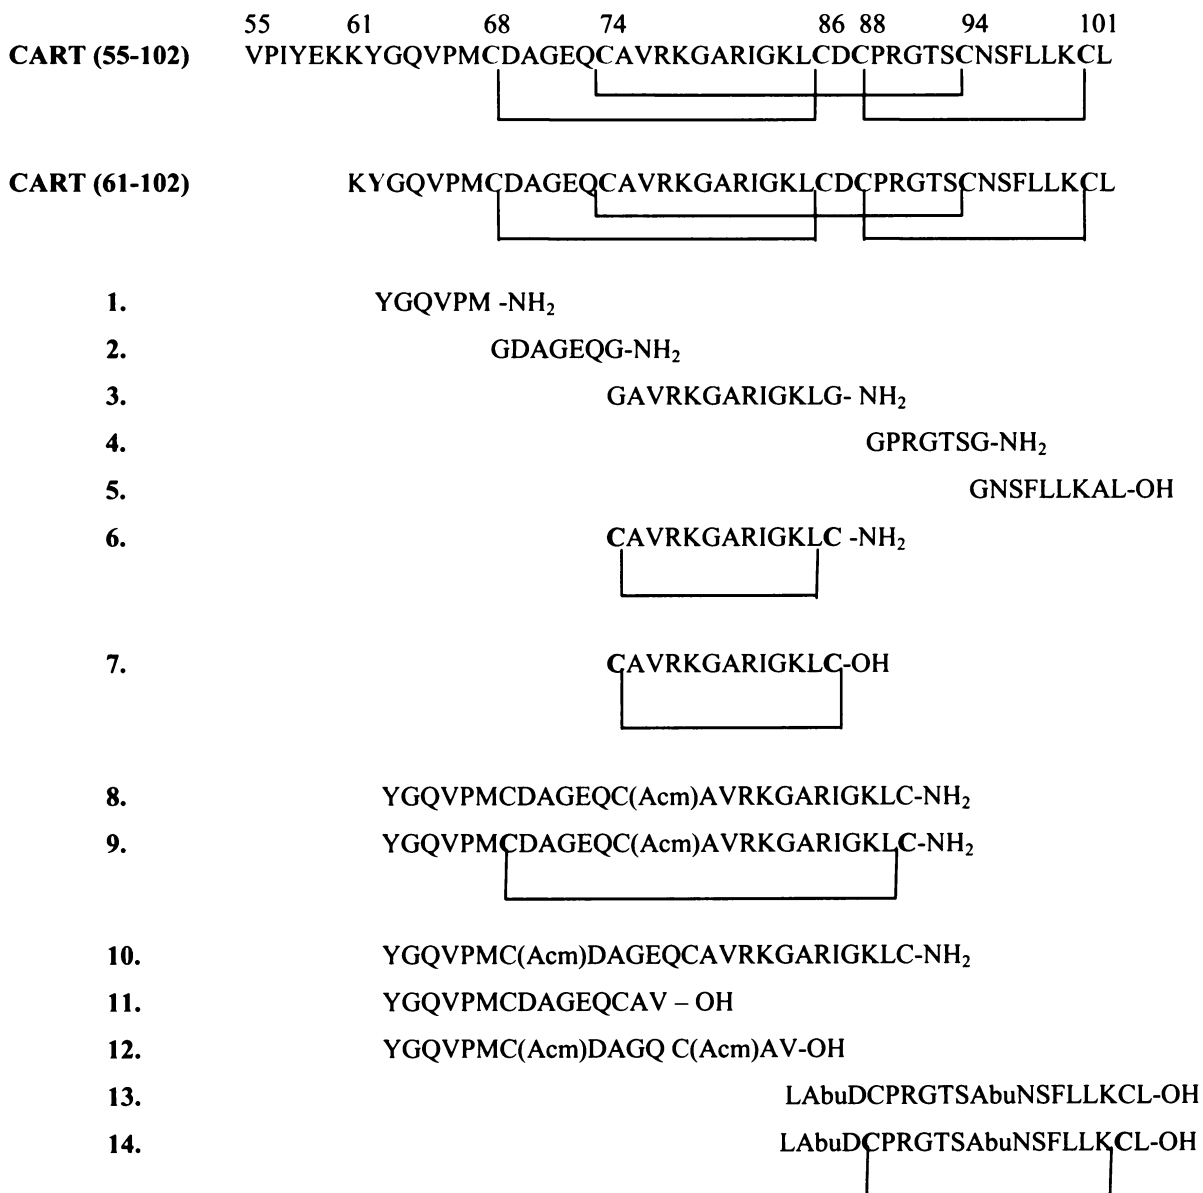 55 61 68 74 86 88 94 101
CART (55-102) VPIYEKKYGQVPMCDAGEQCAVRKGARIGKLCDCPRGTSCNSFLLKCL
CART (61-102) KYGQVPMCDAGEQCAVRKGARIGKLCDCPRGTSCNSFLLKCL
1. YGQVPM -NH₂
2. GDAGEQG-NH₂
3. GAVRKGARIGKLG- NH₂
4. GPRGTSG-NH₂
5. GNSFLLKAL-OH
6. CAVRKGARIGKLC -NH₂
7. CAVRKGARIGKLC-OH
8. YGQVPMCDAGEQC(Acm)AVRKGARIGKLC-NH₂
9. YGQVPMCDAGEQC(Acm)AVRKGARIGKLC-NH₂
10. YGQVPMC(Acm)DAGEQCAVRKGARIGKLC-NH₂
11. YGQVPMCDAGEQCAV – OH
12. YGQVPMC(Acm)DAGQ C(Acm)AV-OH
13. LAbuDCPRGTSAbuNSFLLKCL-OH
14. LAbuDCPRGTSAbuNSFLLKCL-OH